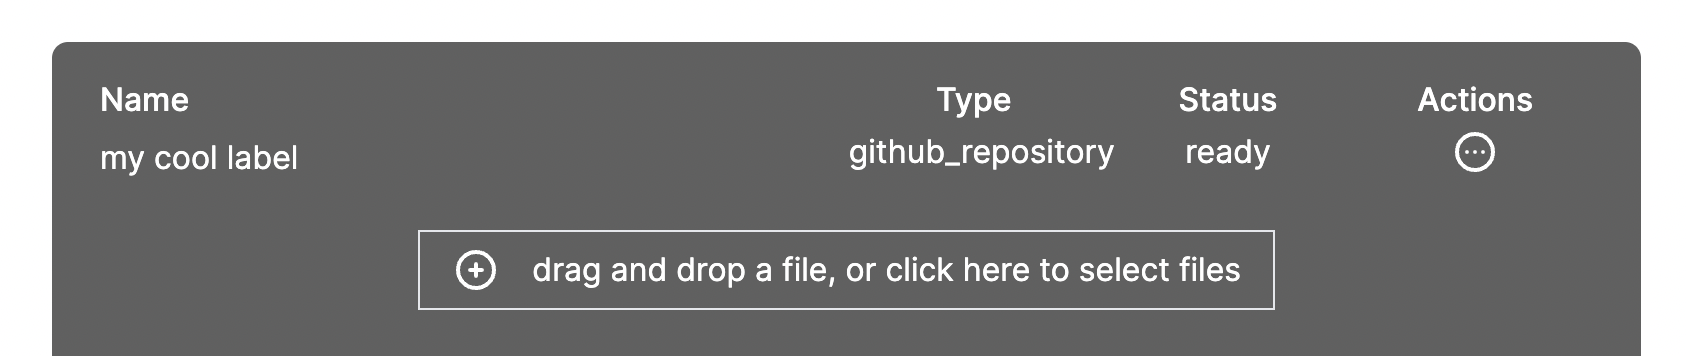 Name Type Status Actions
my cool label github_repository ready
drag and drop a file, or click here to select files